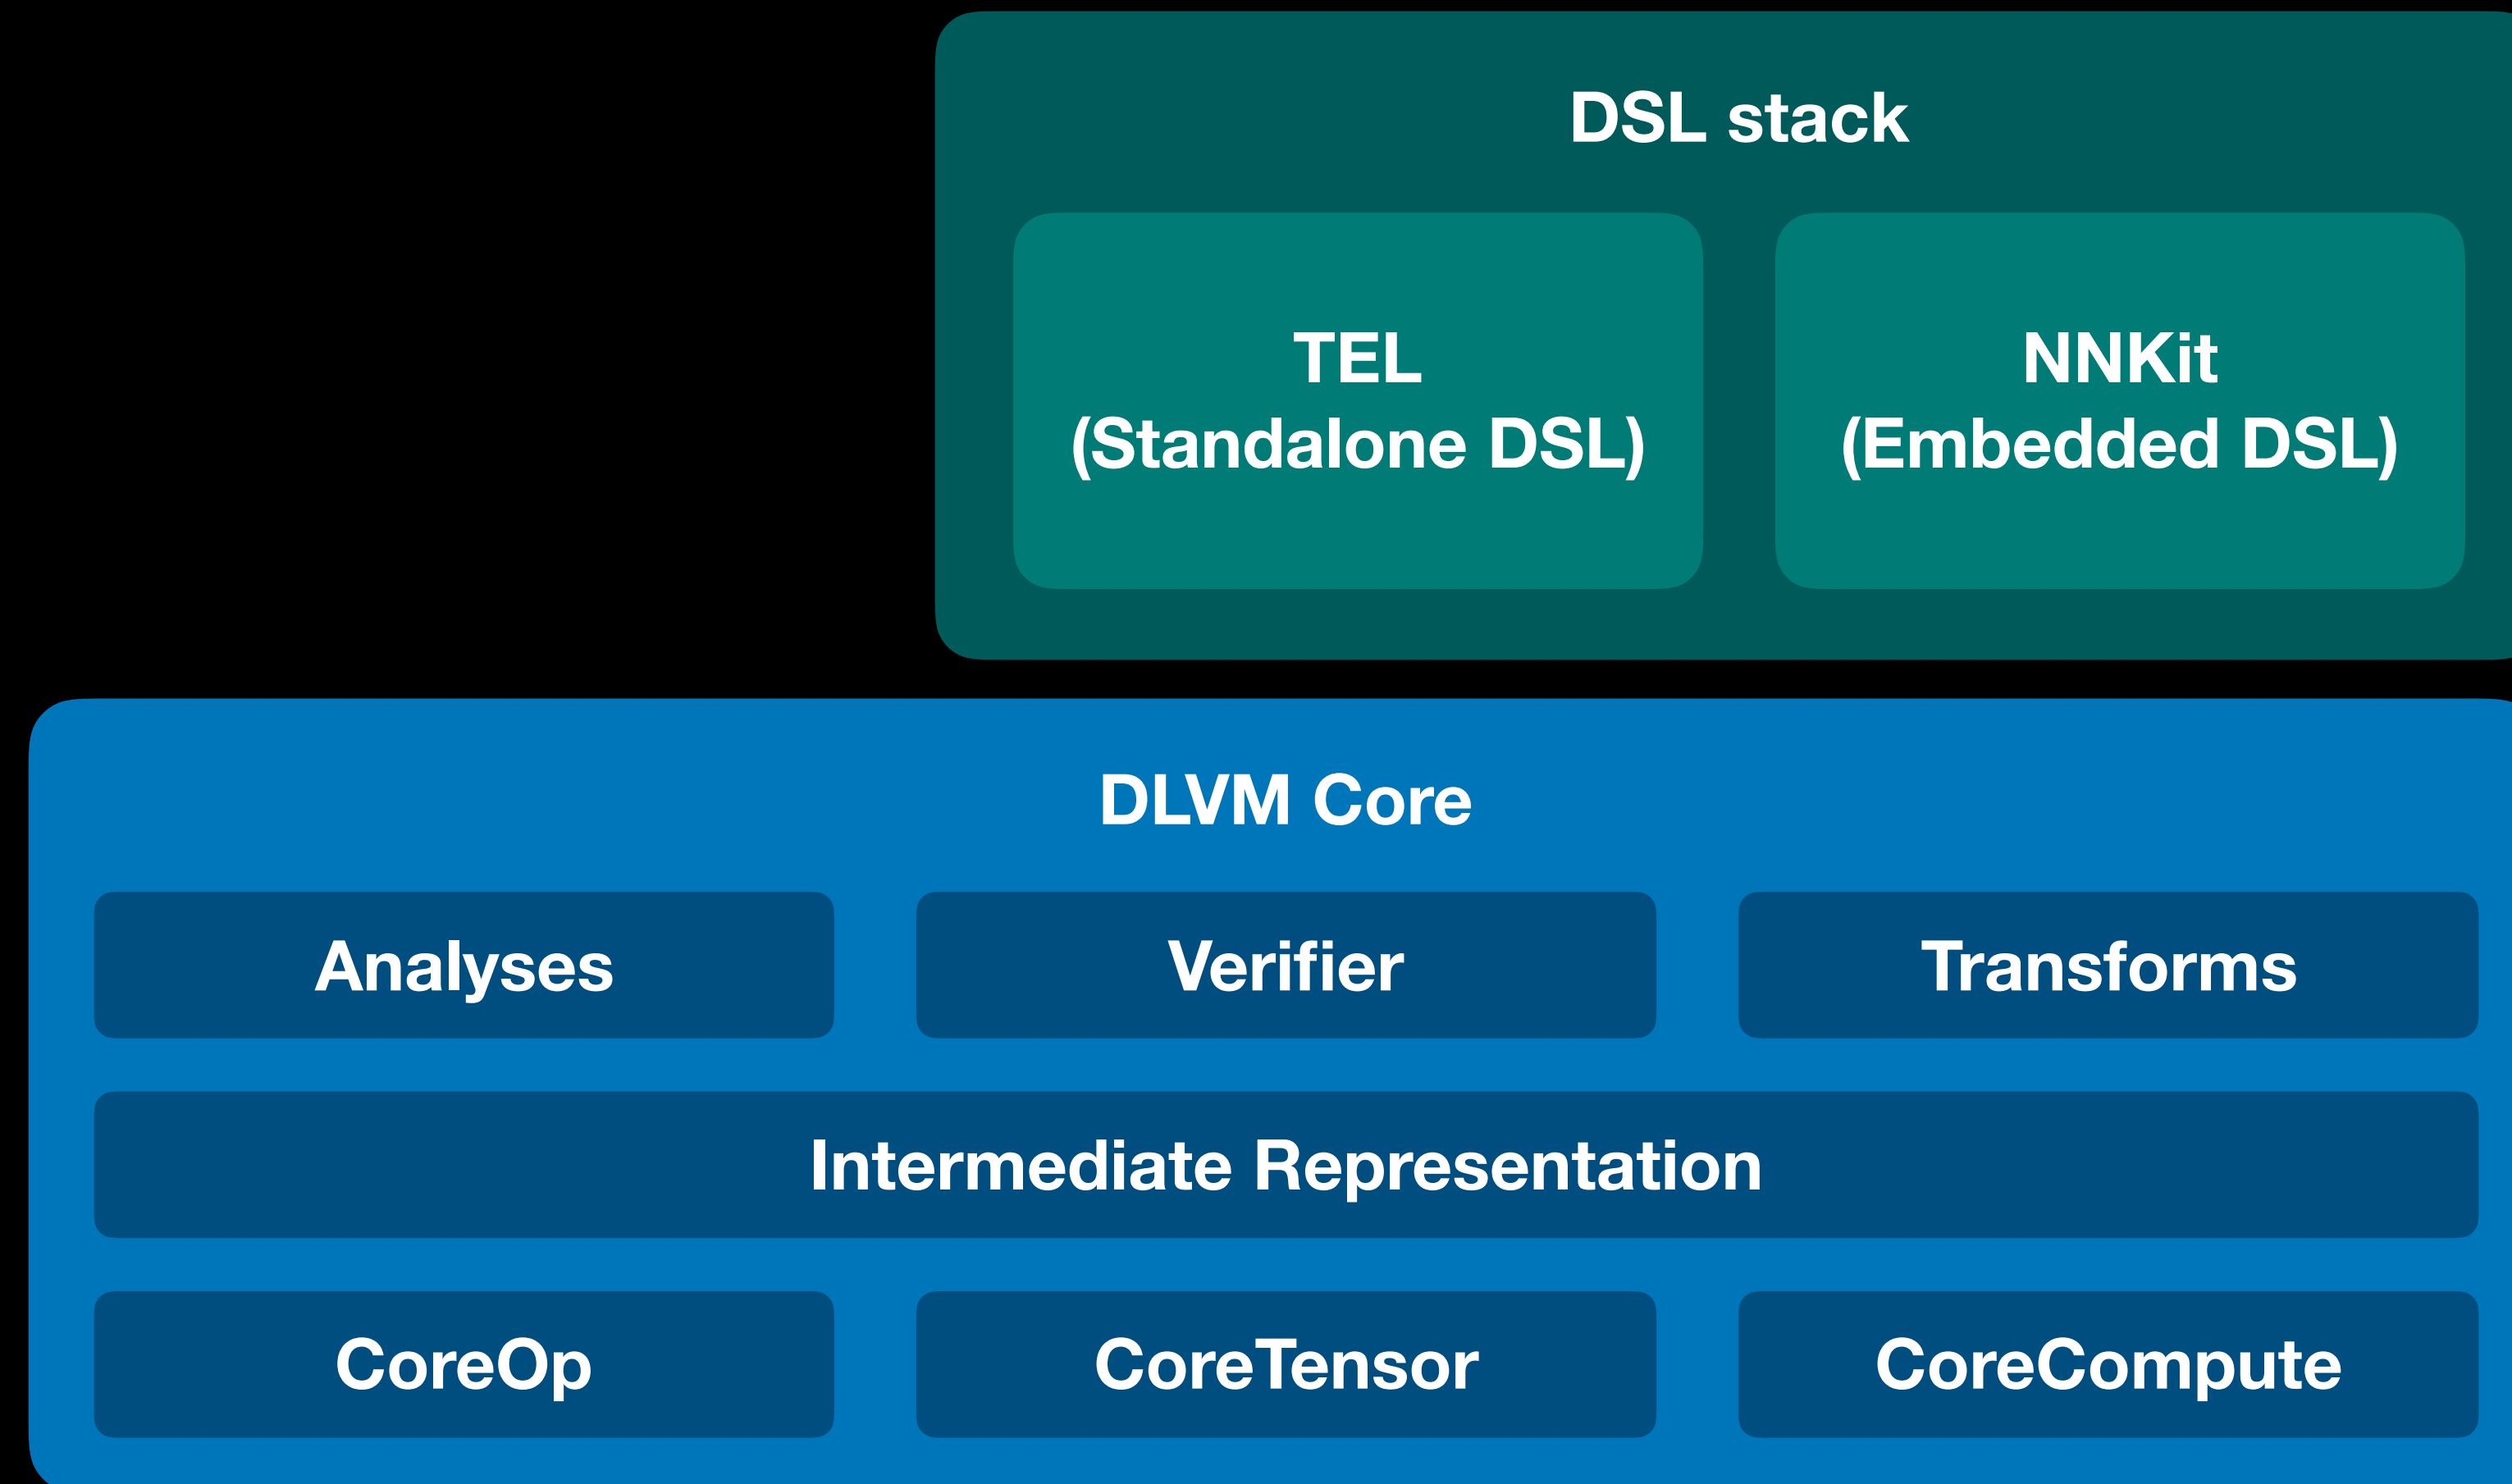 DSL stack
TEL
(Standalone DSL)
NNKit
(Embedded DSL)
DLVM Core
Analyses
Verifier
Transforms
Intermediate Representation
CoreOp
CoreTensor
CoreCompute